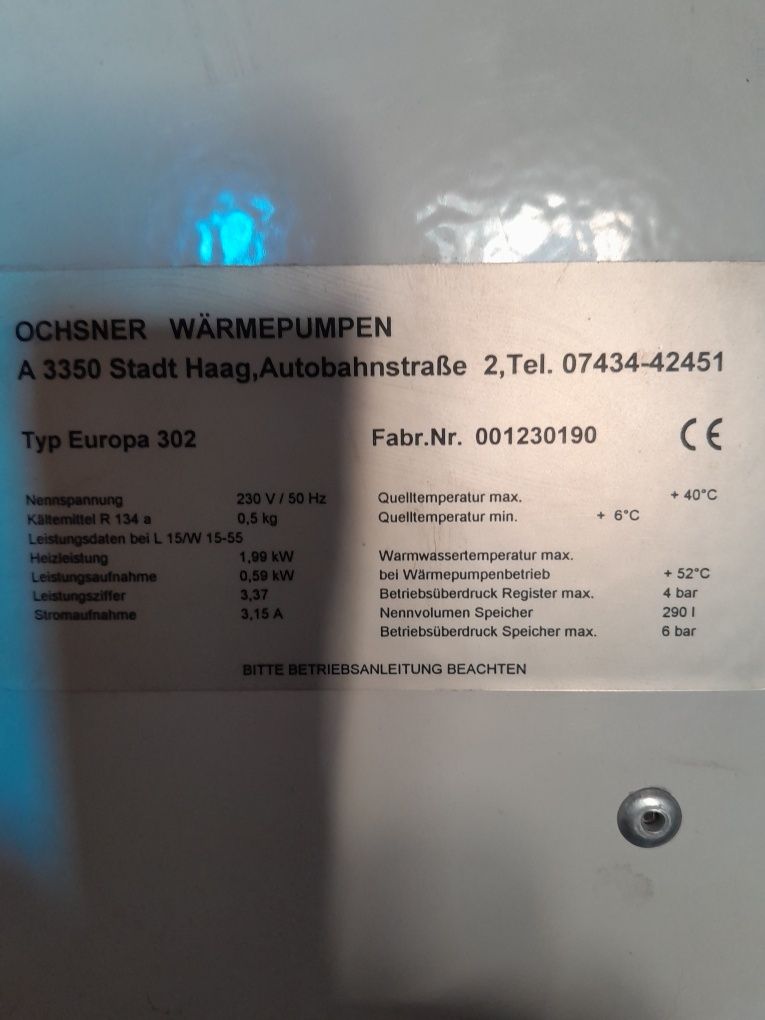 OCHSNER WÄRMEPUMPEN
A 3350 Stadt Haag,Autobahnstraße 2,Tel. 07434-42451
Typ Europa 302 Fabr.Nr. 001230190 CE
Nennspannung 230 V / 50 Hz
Kältemittel R 134 a 0,5 kg
Leistungsdaten bei L 15/W 15-55
Heizleistung 1,99 kW
Leistungsaufnahme 0,59 kW
Leistungsziffer 3,37
Stromaufnahme 3,15 A
Quelltemperatur max. + 40°C
Quelltemperatur min. + 6°C
Warmwassertemperatur max.
bei Wärmepumpenbetrieb + 52°C
Betriebsüberdruck Register max. 4 bar
Nennvolumen Speicher 290 l
Betriebsüberdruck Speicher max. 6 bar
BITTE BETRIEBSANLEITUNG BEACHTEN